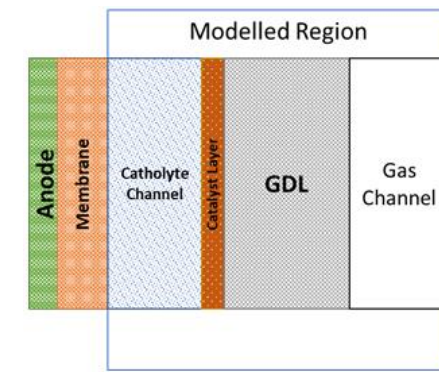 Modelled Region
Anode
Membrane
Catholyte
Channel
Catalyst Layer
GDL
Gas
Channel